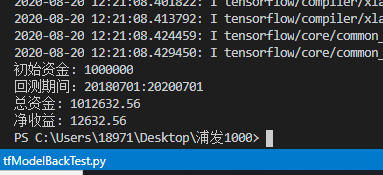 2020-08-20 12:21:08.401822: I tensorflow/compiler/xla
2020-08-20 12:21:08.413792: I tensorflow/compiler/xla
2020-08-20 12:21:08.424459: I tensorflow/core/common_
2020-08-20 12:21:08.429450: I tensorflow/core/common_
初始资金: 1000000
回测期间: 20180701:20200701
总资金: 1012632.56
净收益: 12632.56
PS C:\Users\18971\Desktop\浦发1000>
tfModelBackTest.py